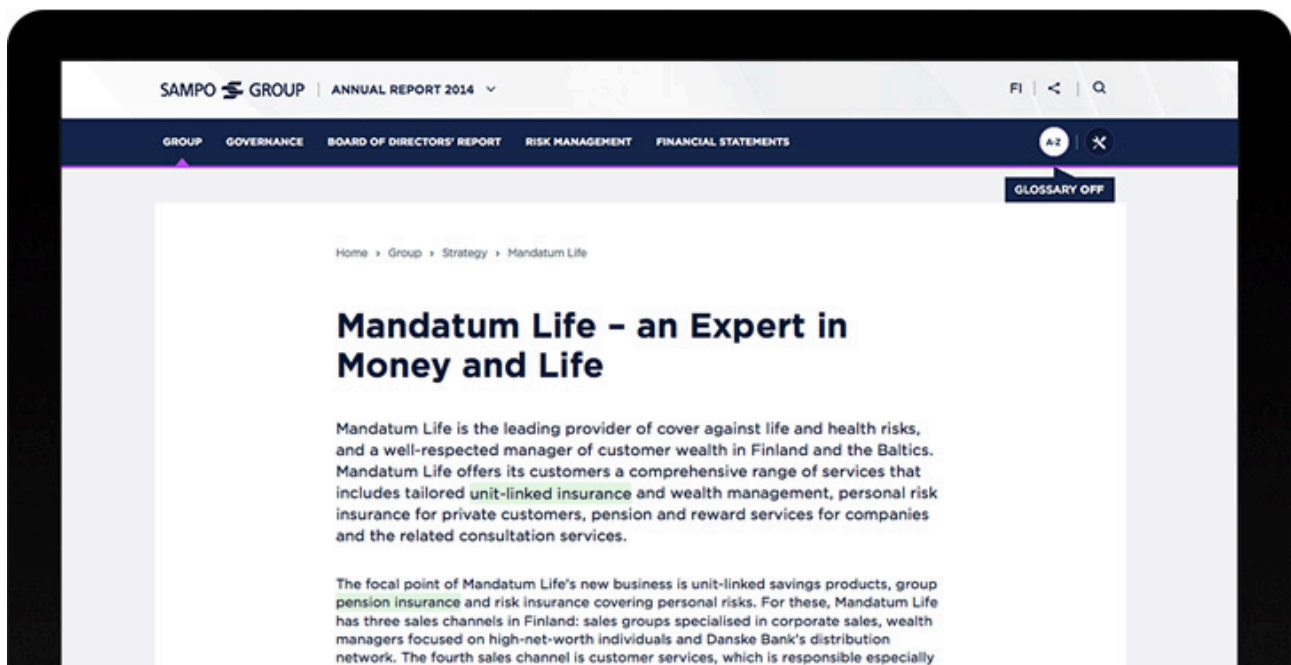 SAMPO GROUP | ANNUAL REPORT 2014 FI
GROUP GOVERNANCE BOARD OF DIRECTORS' REPORT RISK MANAGEMENT FINANCIAL STATEMENTS A-Z
GLOSSARY OFF
Home › Group › Strategy › Mandatum Life
Mandatum Life – an Expert in
Money and Life
Mandatum Life is the leading provider of cover against life and health risks,
and a well-respected manager of customer wealth in Finland and the Baltics.
Mandatum Life offers its customers a comprehensive range of services that
includes tailored unit-linked insurance and wealth management, personal risk
insurance for private customers, pension and reward services for companies
and the related consultation services.
The focal point of Mandatum Life's new business is unit-linked savings products, group
pension insurance and risk insurance covering personal risks. For these, Mandatum Life
has three sales channels in Finland: sales groups specialised in corporate sales, wealth
managers focused on high-net-worth individuals and Danske Bank's distribution
network. The fourth sales channel is customer services, which is responsible especially